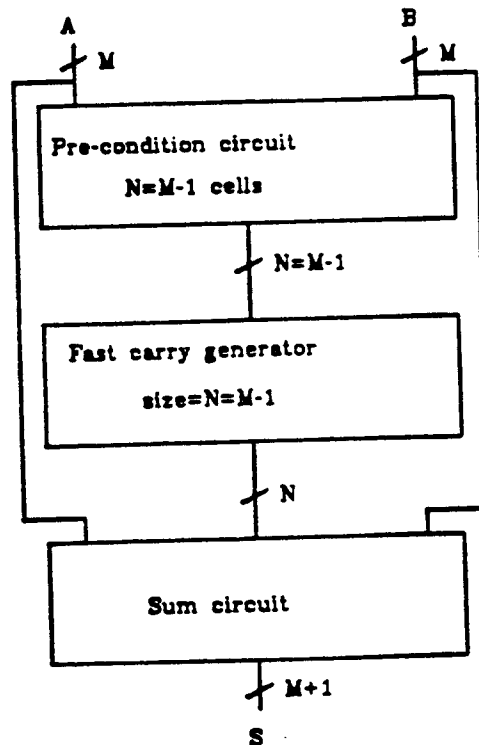 A
B
M
M
Pre-condition circuit
N=M-1 cells
N=M-1
Fast carry generator
size=N=M-1
N
Sum circuit
M+1
S